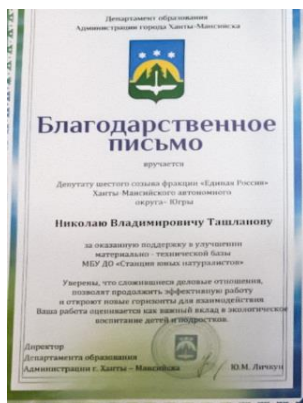 Департамент образования
Администрации города Ханты-Мансийска
Благодарственное
письмо
вручается
Депутату шестого созыва фракции «Единая Россия»
Ханты-Мансийского автономного
округа- Югры
Николаю Владимировичу Ташланову
за оказанную поддержку в улучшении
материально - технической базы
МБУ ДО «Станция юных натуралистов»
Уверены, что сложившиеся деловые отношения,
позволят продолжить эффективную работу
и откроют новые горизонты для взаимодействия
Ваша работа оценивается как важный вклад в экологическое
воспитание детей и подростков.
Директор
Департамента образования
Администрации г. Ханты – Мансийска
Ю.М. Личкун